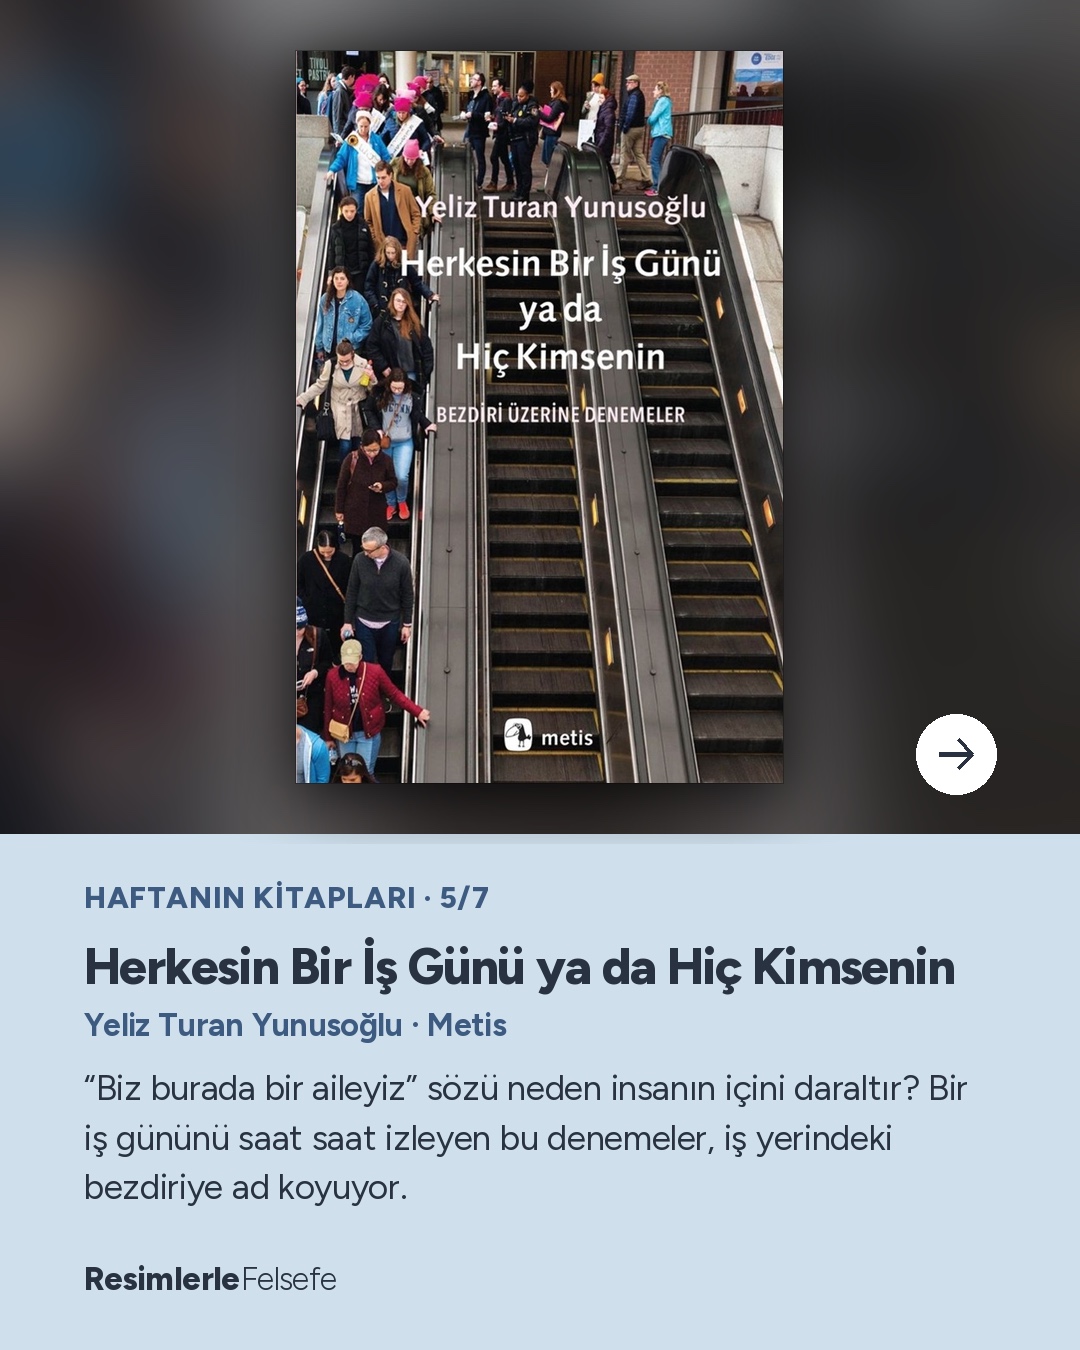 TIVOLI
PASTR
Yeliz Turan Yunusoğlu
Herkesin Bir İş Günü
ya da
Hiç Kimsenin
BEZDİRİ ÜZERİNE DENEMELER
metis
HAFTANIN KİTAPLARI · 5/7
Herkesin Bir İş Günü ya da Hiç Kimsenin
Yeliz Turan Yunusoğlu · Metis
“Biz burada bir aileyiz” sözü neden insanın içini daraltır? Bir
iş gününü saat saat izleyen bu denemeler, iş yerindeki
bezdiriye ad koyuyor.
ResimlerleFelsefe